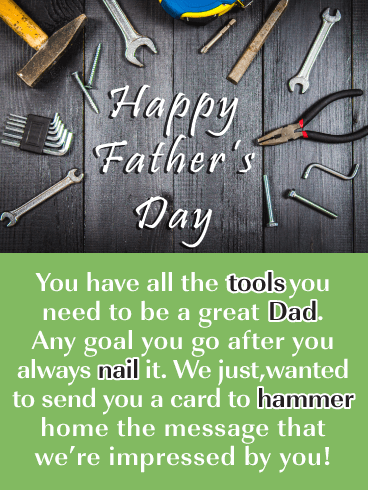 Happy
Father's
Day
You have all the tools you
need to be a great Dad.
Any goal you go after you
always nail it. We just,wanted
to send you a card to hammer
home the message that
we're impressed by you!